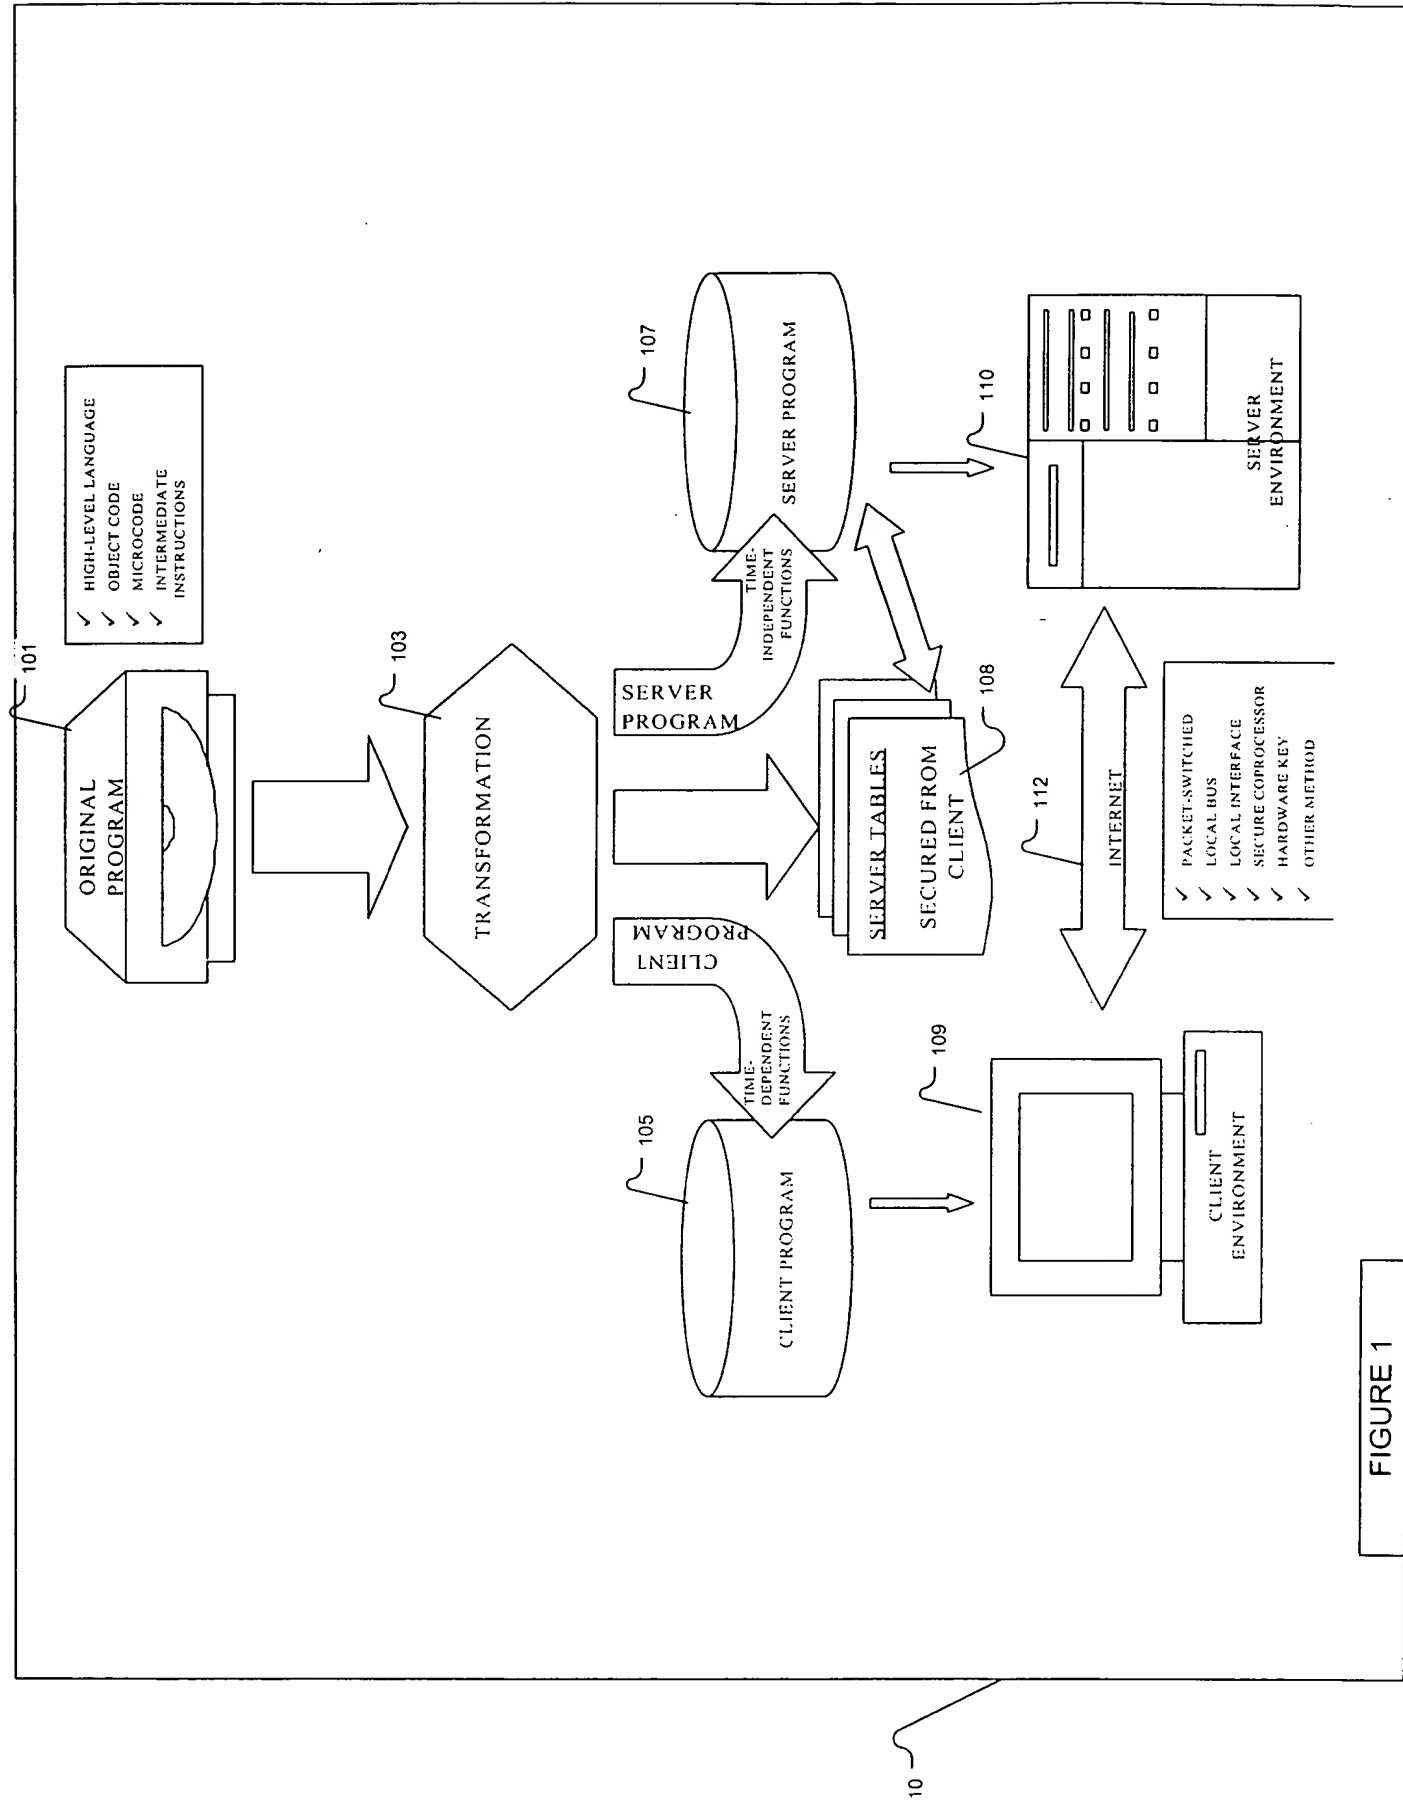 101
ORIGINAL
PROGRAM
✓ HIGH-LEVEL LANGUAGE
✓ OBJECT CODE
✓ MICROCODE
✓ INTERMEDIATE
INSTRUCTIONS
103
TRANSFORMATION
CLIENT
PROGRAM
SERVER
PROGRAM
105
TIME-
DEPENDENT
FUNCTIONS
TIME-
INDEPENDENT
FUNCTIONS
107
CLIENT PROGRAM
SERVER PROGRAM
SERVER TABLES
SECURED FROM
CLIENT
108
109
112
110
INTERNET
CLIENT
ENVIRONMENT
SERVER
ENVIRONMENT
✓ PACKET-SWITCHED
✓ LOCAL BUS
✓ LOCAL INTERFACE
✓ SECURE COPROCESSOR
✓ HARDWARE KEY
✓ OTHER METHOD
10
FIGURE 1